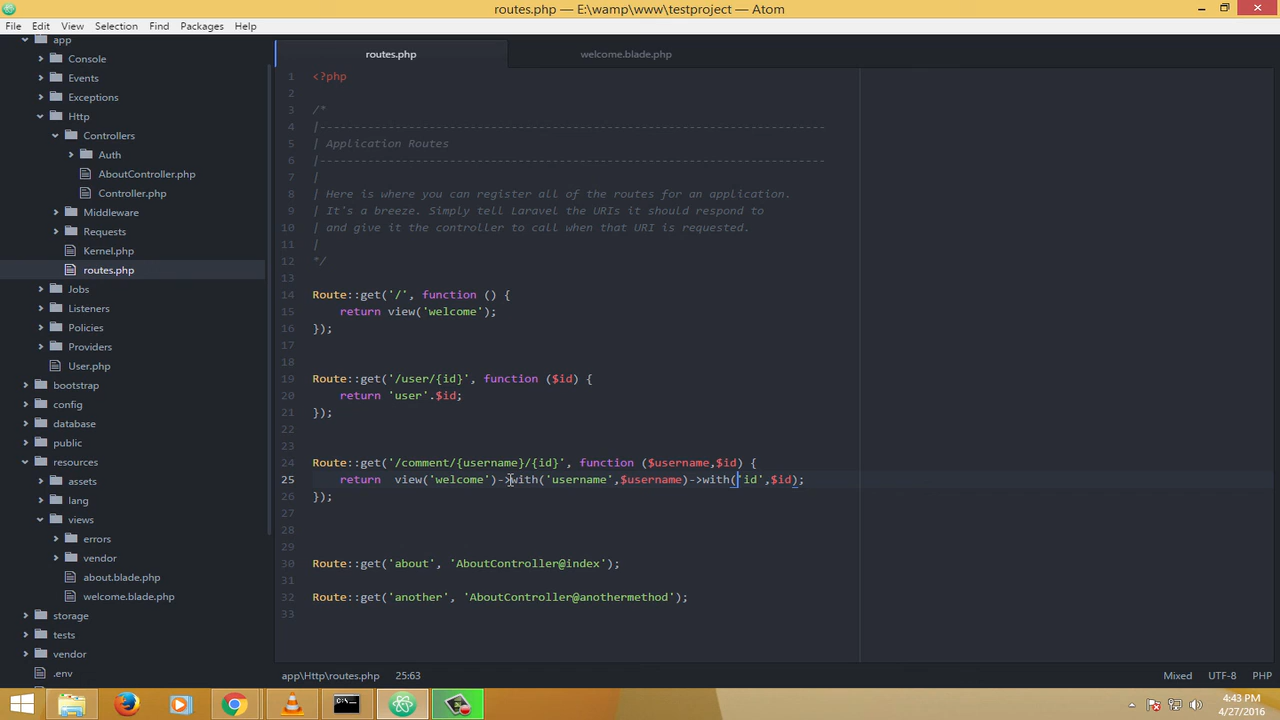 routes.php — E:\wamp\www\testproject — Atom
File Edit View Selection Find Packages Help
app
Console
Events
Exceptions
Http
Controllers
Auth
AboutController.php
Controller.php
Middleware
Requests
Kernel.php
routes.php
Jobs
Listeners
Policies
Providers
User.php
bootstrap
config
database
public
resources
assets
lang
views
errors
vendor
about.blade.php
welcome.blade.php
storage
tests
vendor
.env
routes.php welcome.blade.php
1 <?php
2
3 /*
4 |--------------------------------------------------------------------------
5 | Application Routes
6 |--------------------------------------------------------------------------
7 |
8 | Here is where you can register all of the routes for an application.
9 | It's a breeze. Simply tell Laravel the URIs it should respond to
10 | and give it the controller to call when that URI is requested.
11 |
12 */
13
14 Route::get('/', function () {
15     return view('welcome');
16 });
17
18
19 Route::get('/user/{id}', function ($id) {
20     return 'user'.$id;
21 });
22
23
24 Route::get('/comment/{username}/{id}', function ($username,$id) {
25     return  view('welcome')->with('username',$username)->with('id',$id);
26 });
27
28
29
30 Route::get('about', 'AboutController@index');
31
32 Route::get('another', 'AboutController@anothermethod');
33
app\Http\routes.php 25:63 Mixed UTF-8 PHP
4:43 PM
4/27/2016